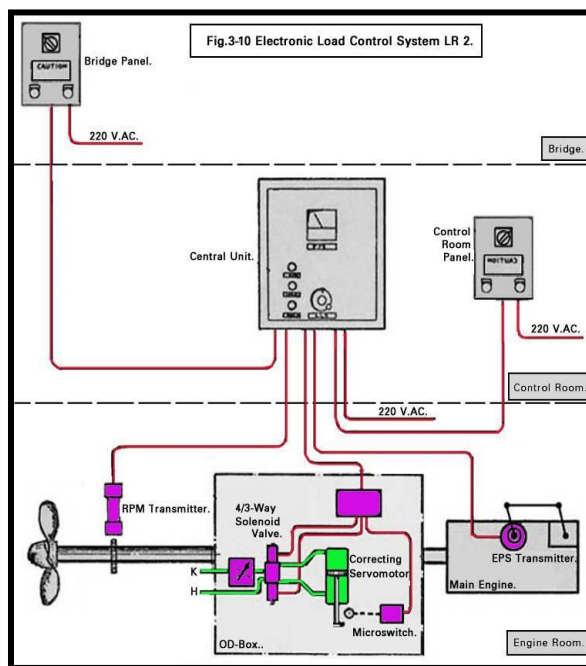 Fig.3-10 Electronic Load Control System LR 2.
CAUTION
Bridge Panel.
220 V.AC.
Bridge.
Central Unit.
Control
Room
Panel.
CAUTION
220 V.AC.
220 V.AC.
Control Room.
RPM Transmitter.
4/3-Way
Solenoid
Valve.
K
H
Correcting
Servomotor.
Microswitch.
OD-Box..
EPS Transmitter.
Main Engine.
Engine Room.